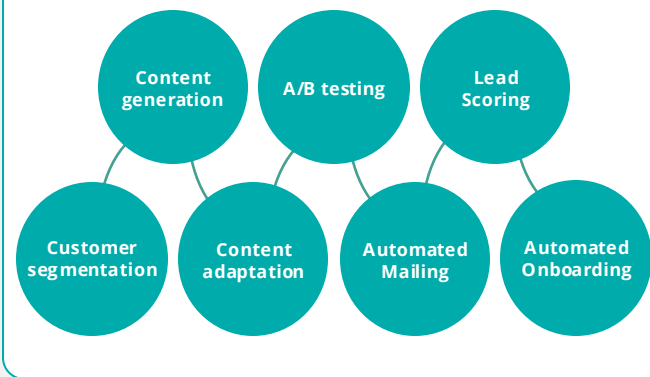 Content
generation
A/B testing
Lead
Scoring
Customer
segmentation
Content
adaptation
Automated
Mailing
Automated
Onboarding